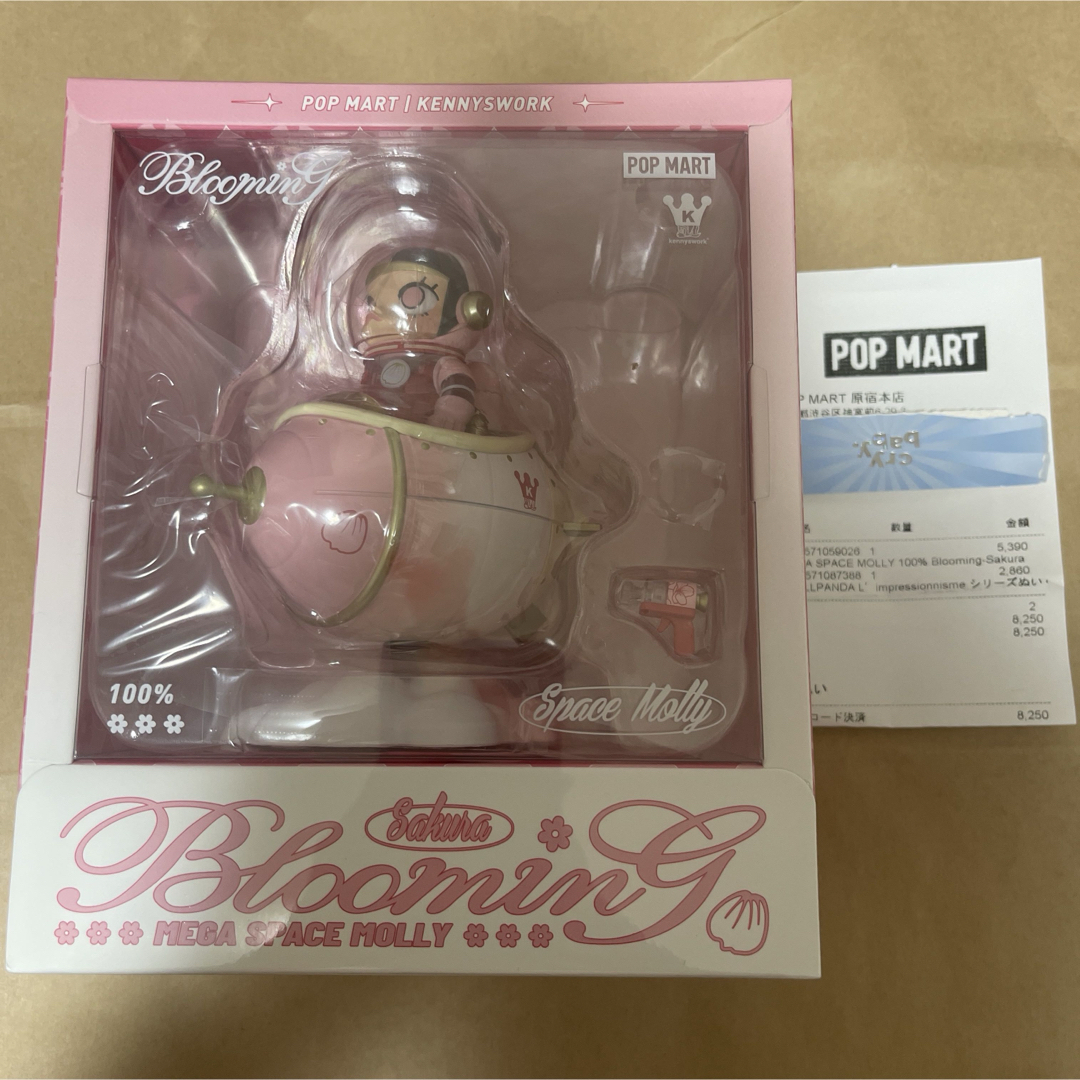 POP MART | KENNYSWORK
BloominG
POP MART
K
kennyswork
K
100%
Space Molly
Sakura
BloominG
MEGA SPACE MOLLY
POP MART
P MART 原宿本店
cry baby
数量
金額
571059026 1
5,390
A SPACE MOLLY 100% Blooming-Sakura
571087388 1
2,860
LLPANDA L' impressionnisme シリーズぬい
2
8,250
8,250
い
コード決済
8,250